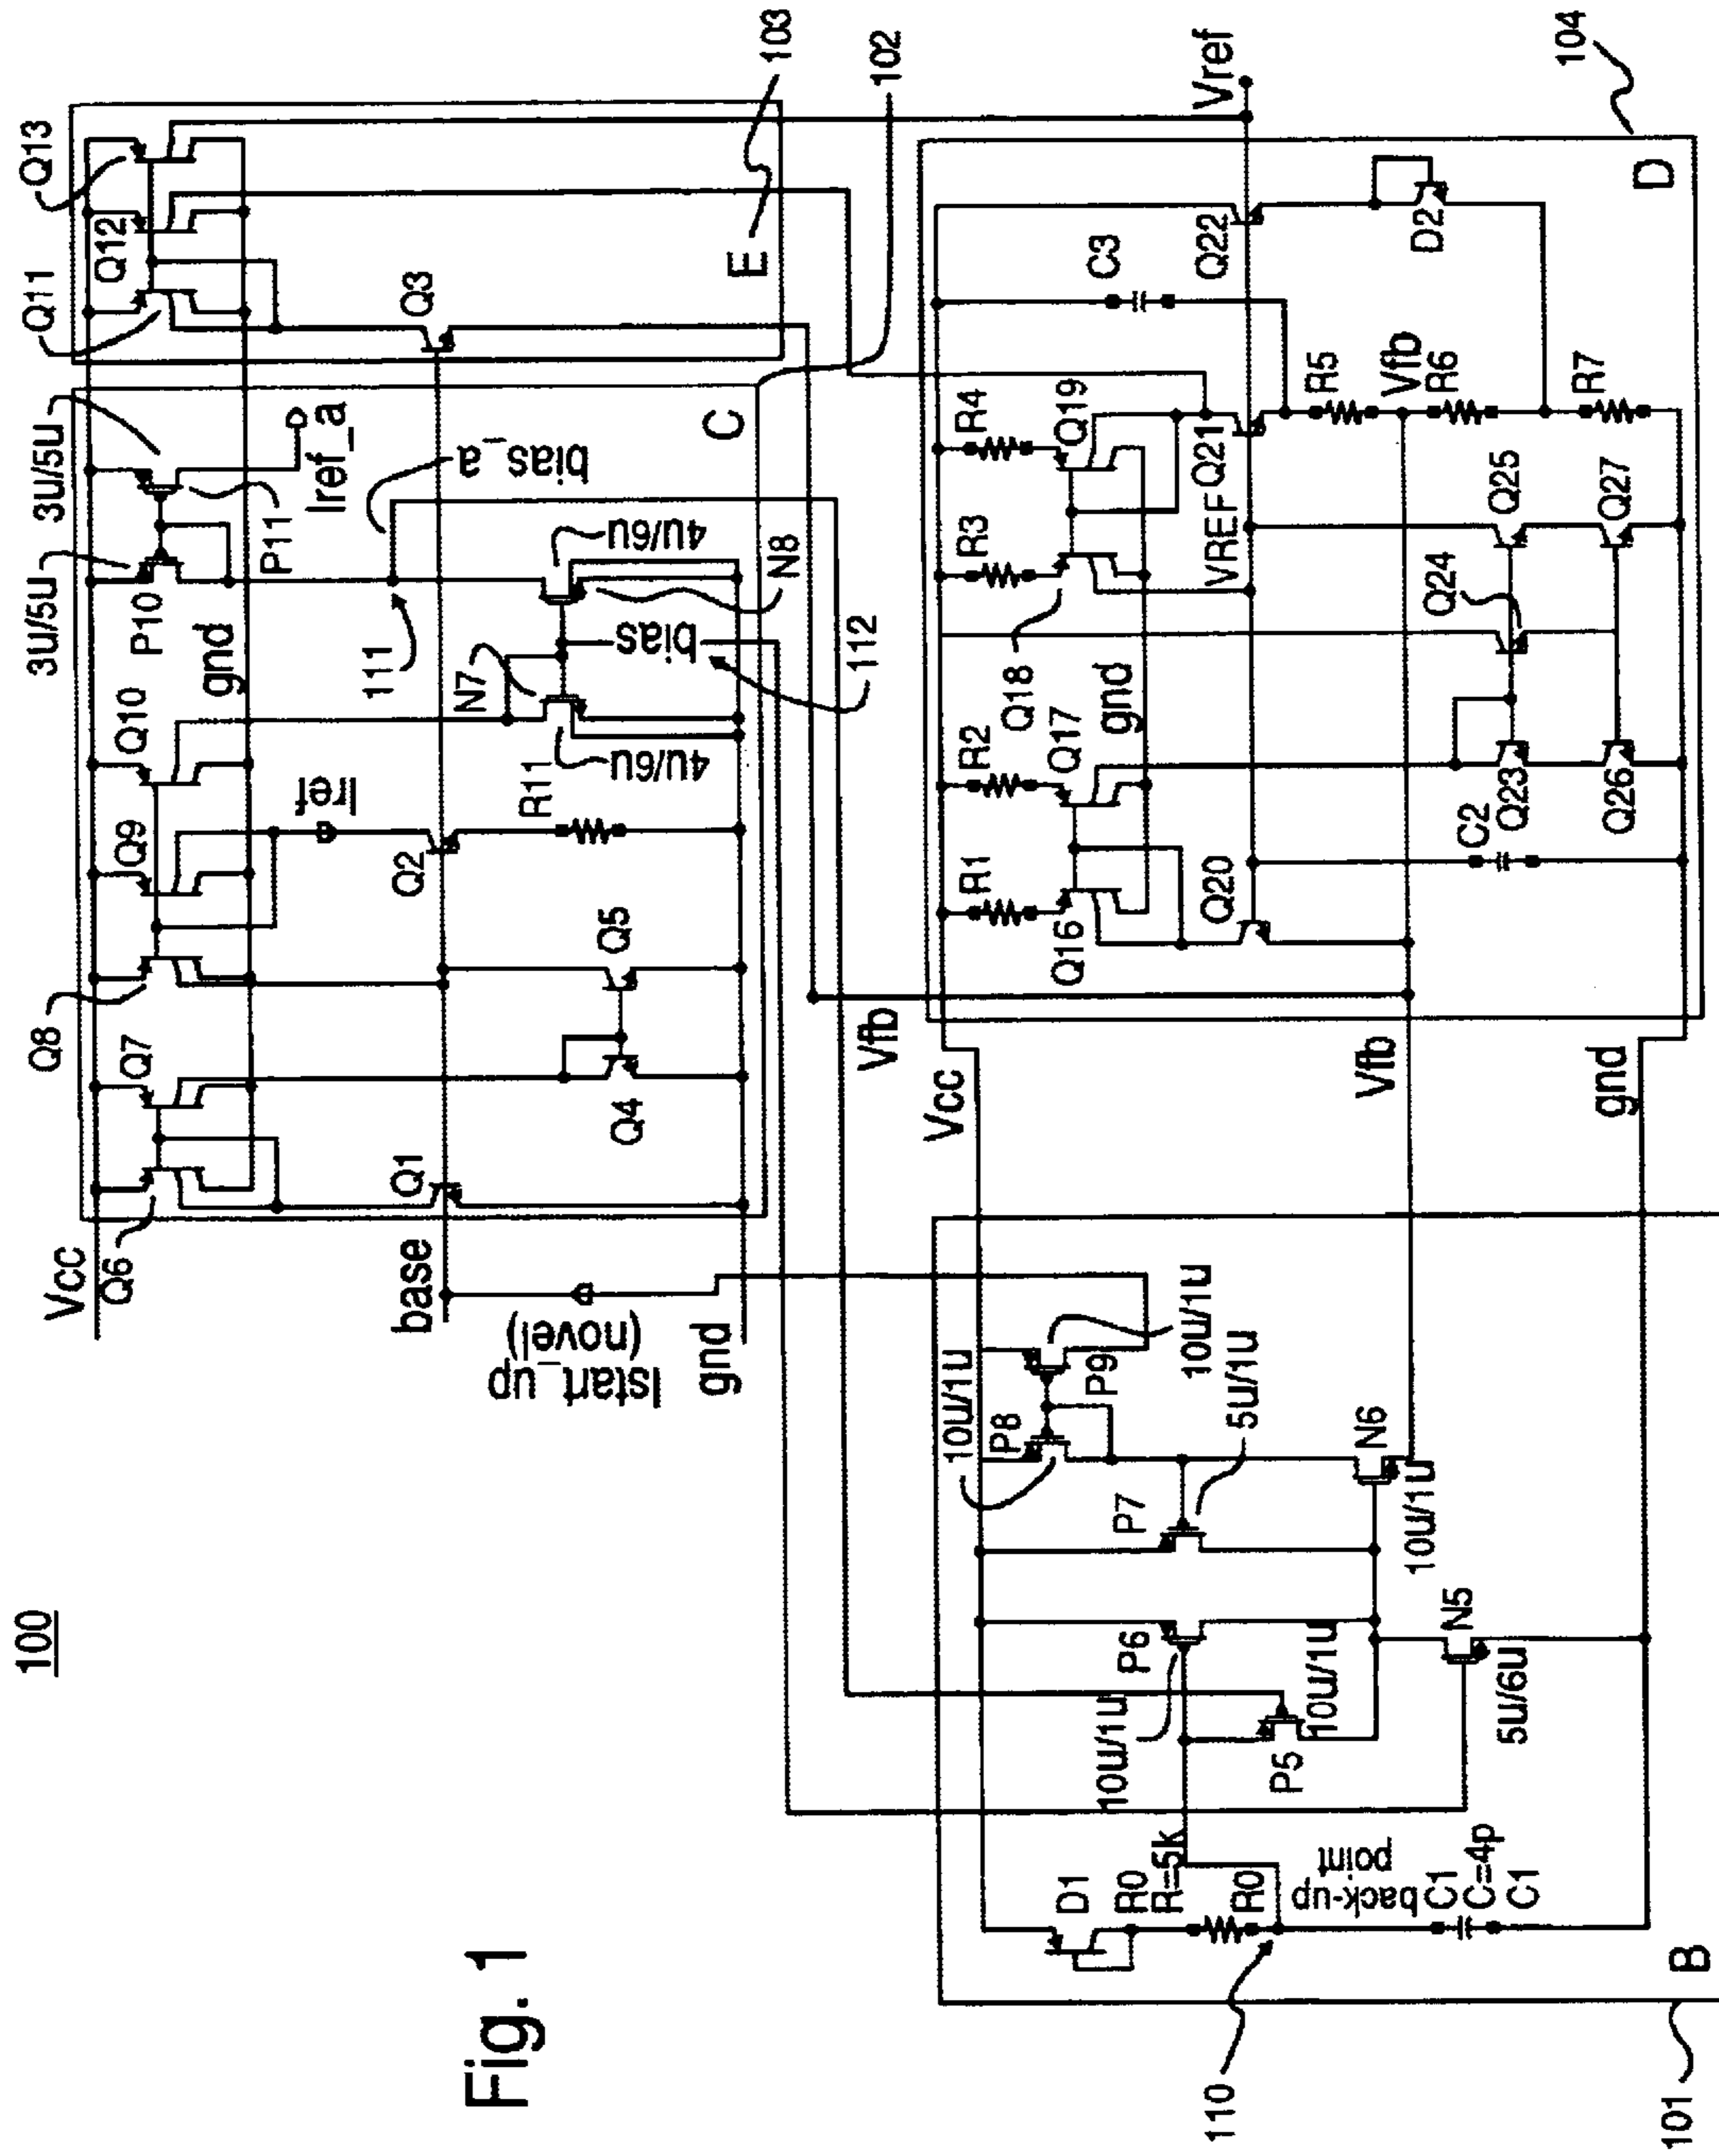 100
Fig. 1
Vcc
Q6
Q7
Q8
Q9
Q10
3u/5u
3u/5u
P10
P11
Iref_a
gnd
Iref
111
bias_a
C
base
Q1
Q4
Q5
Q2
R11
N7
4u/6u
4u/6u
N8
bias
112
Istart_up
(novel)
gnd
Q11
Q12
Q13
Q3
E
103
102
Vref
104
B
101
110
D1
R0
R=5k
R0
back-up
point
C1
C=4p
C1
P5
10u/1u
P6
10u/1u
P7
5u/1u
P8
10u/1u
P9
10u/1u
N5
5u/6u
N6
10u/1u
Vcc
Vfb
Vfb
gnd
D
R1
R2
R3
R4
Q16
Q17
Q18
Q19
gnd
Q20
Q21
VREF
Q22
C3
D2
R5
Vfb
R6
R7
C2
Q23
Q24
Q25
Q26
Q27